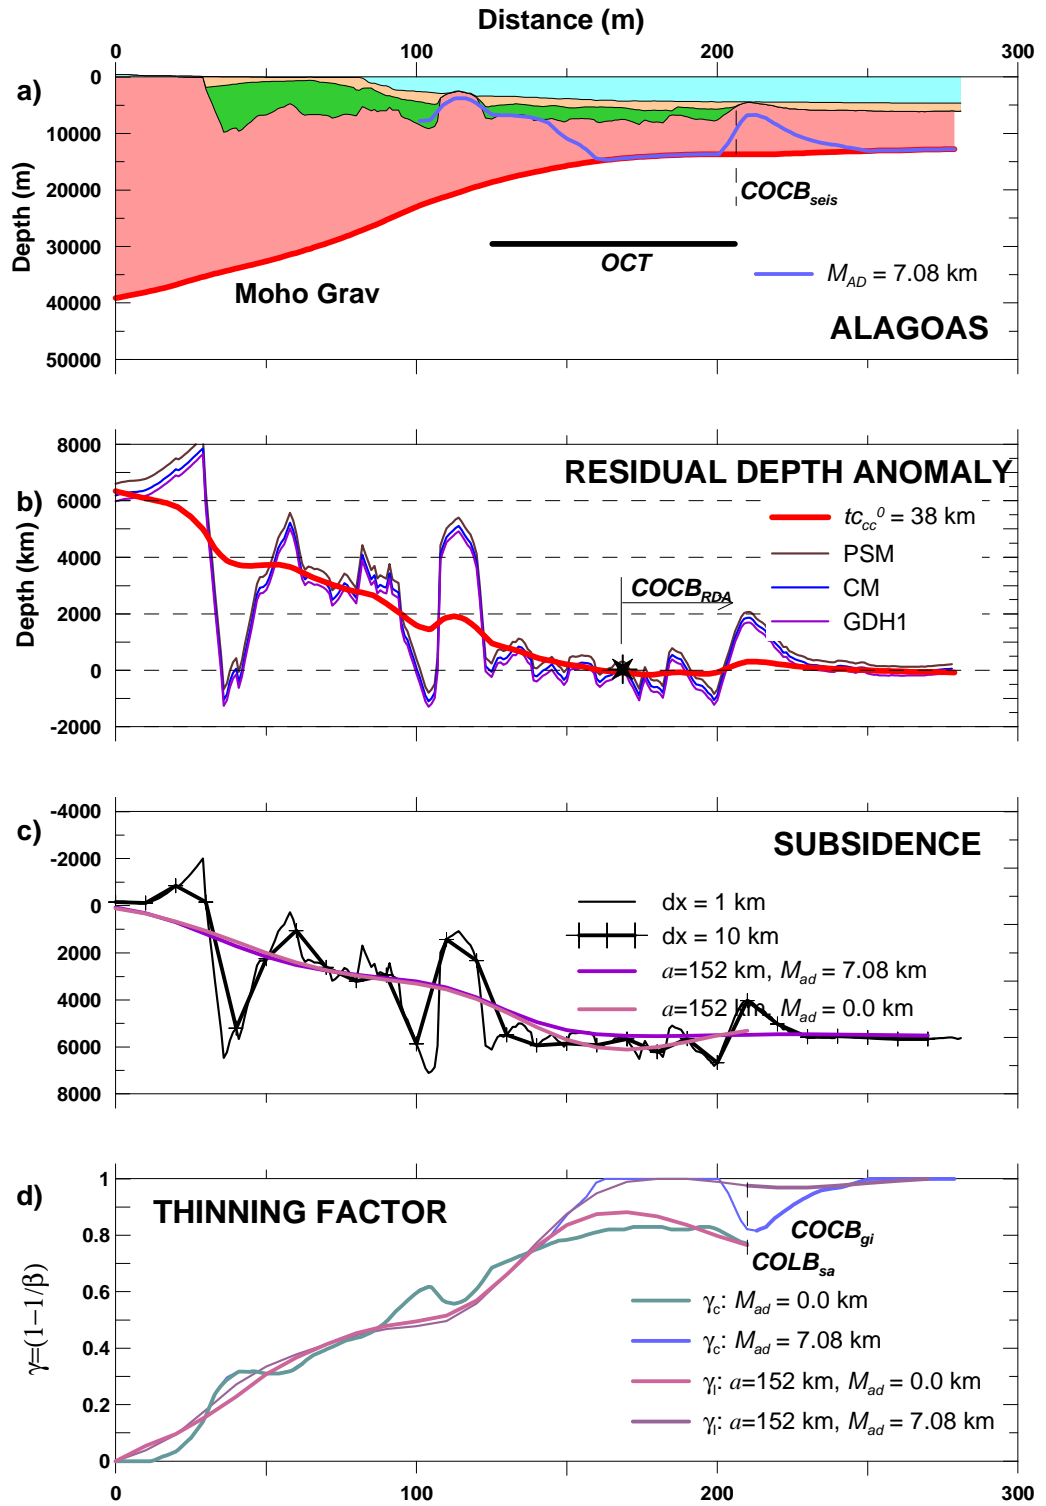 Distance (m)
0 100 200 300
a)
0
10000
20000
30000
40000
50000
Depth (m)
COCBseis
OCT
Moho Grav
MAD = 7.08 km
ALAGOAS
b)
8000
6000
4000
2000
0
-2000
Depth (km)
RESIDUAL DEPTH ANOMALY
tccc0 = 38 km
PSM
CM
GDH1
COCBRDA
c)
-4000
-2000
0
2000
4000
6000
8000
SUBSIDENCE
dx = 1 km
dx = 10 km
a=152 km, Mad = 7.08 km
a=152 km, Mad = 0.0 km
d)
1
0.8
0.6
0.4
0.2
0
γ=(1−1/β)
THINNING FACTOR
COCBgi
COLBsa
γc: Mad = 0.0 km
γc: Mad = 7.08 km
γl: a=152 km, Mad = 0.0 km
γl: a=152 km, Mad = 7.08 km
0 100 200 300